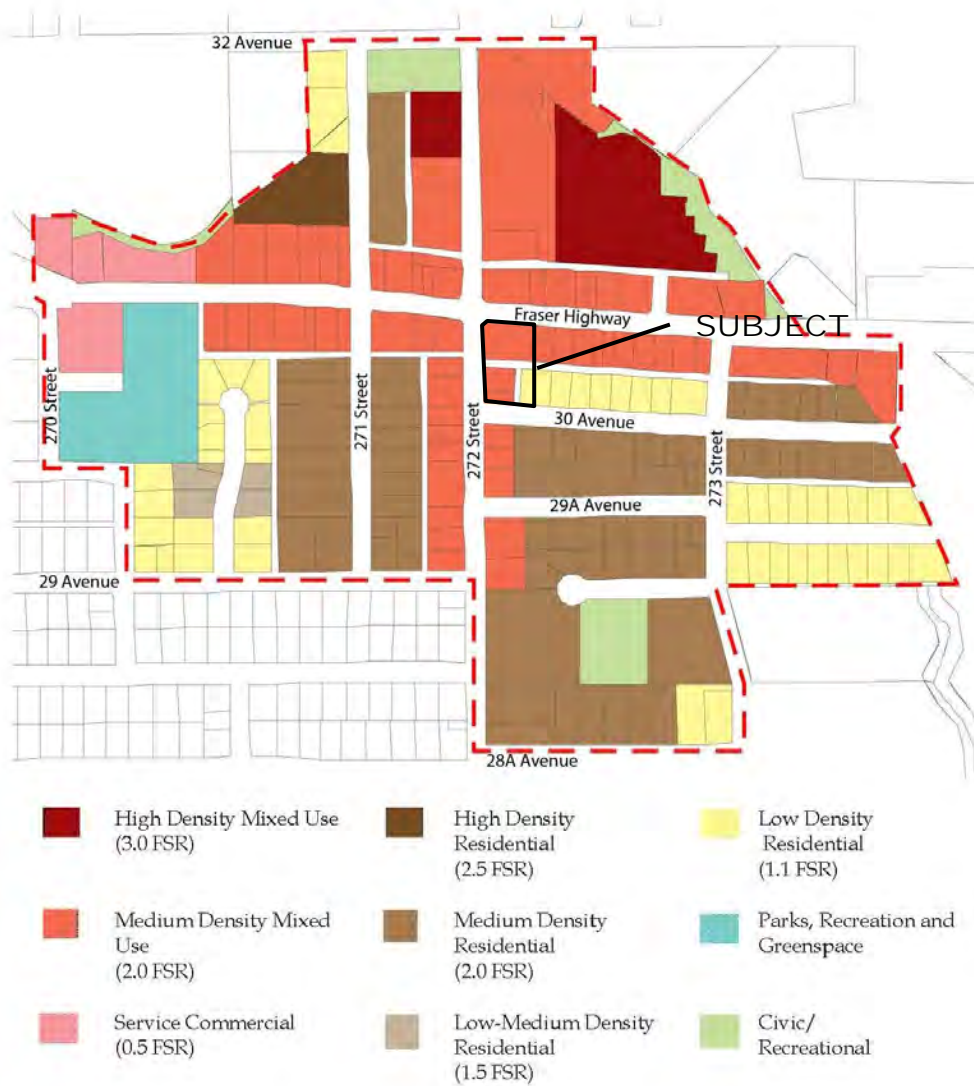 32 Avenue
Fraser Highway
SUBJECT
270 Street
271 Street
272 Street
30 Avenue
273 Street
29A Avenue
29 Avenue
28A Avenue
High Density Mixed Use
(3.0 FSR)
High Density
Residential
(2.5 FSR)
Low Density
Residential
(1.1 FSR)
Medium Density Mixed
Use
(2.0 FSR)
Medium Density
Residential
(2.0 FSR)
Parks, Recreation and
Greenspace
Service Commercial
(0.5 FSR)
Low-Medium Density
Residential
(1.5 FSR)
Civic/
Recreational